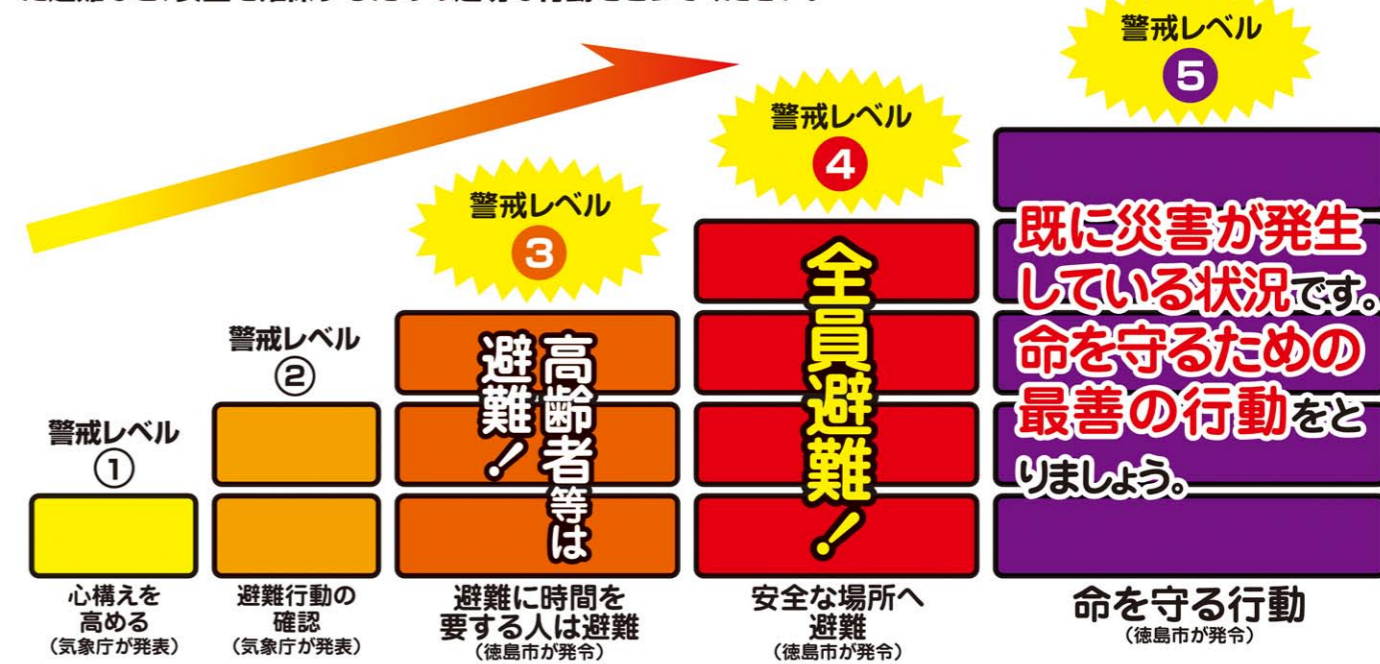 警戒レベル
①
心構えを
高める
(気象庁が発表)
警戒レベル
②
避難行動の
確認
(気象庁が発表)
警戒レベル
3
高齢者等は
避難!
避難に時間を
要する人は避難
(徳島市が発令)
警戒レベル
4
全員避難!
安全な場所へ
避難
(徳島市が発令)
警戒レベル
5
既に災害が発生
している状況です。
命を守るための
最善の行動をと
りましょう。
命を守る行動
(徳島市が発令)